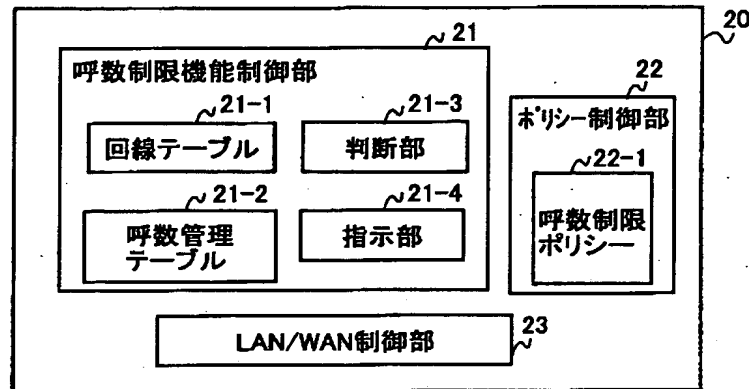 20
21
呼数制限機能制御部
21-1
回線テーブル
21-3
判断部
21-2
呼数管理
テーブル
21-4
指示部
22
ポリシー制御部
22-1
呼数制限
ポリシー
LAN/WAN制御部
23